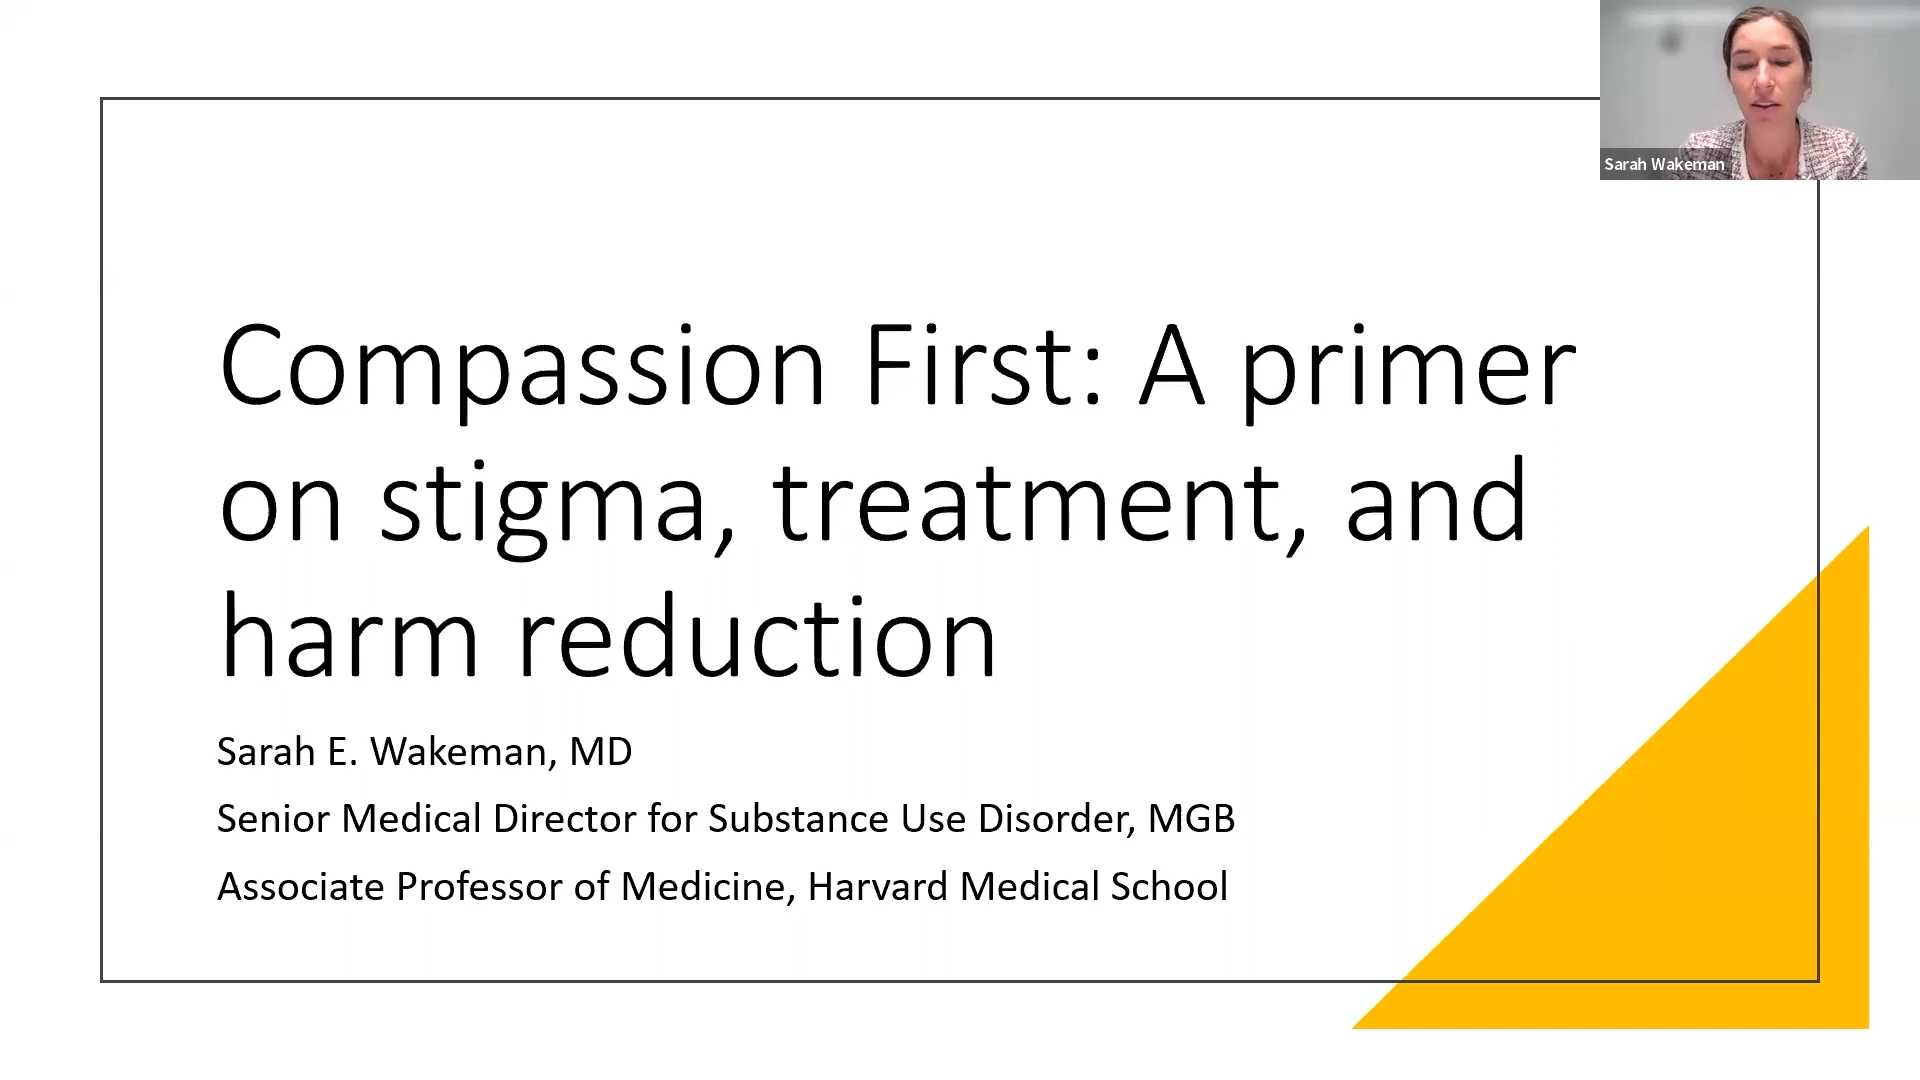 Sarah Wakeman
Compassion First: A primer
on stigma, treatment, and
harm reduction
Sarah E. Wakeman, MD
Senior Medical Director for Substance Use Disorder, MGB
Associate Professor of Medicine, Harvard Medical School